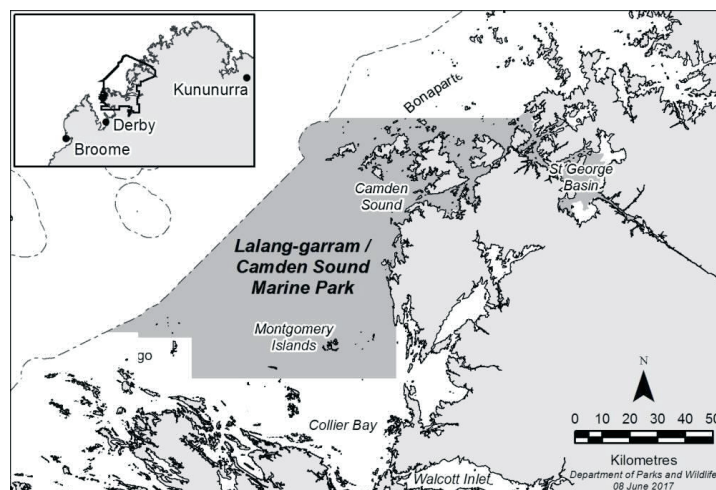 Kununurra
Derby
Broome
Bonaparte
Camden
Sound
St George
Basin
Lalang-garram /
Camden Sound
Marine Park
Montgomery
Islands
go
Collier Bay
Walcott Inlet
N
0 10 20 30 40 50
Kilometres
Department of Parks and Wildlife
08 June 2017